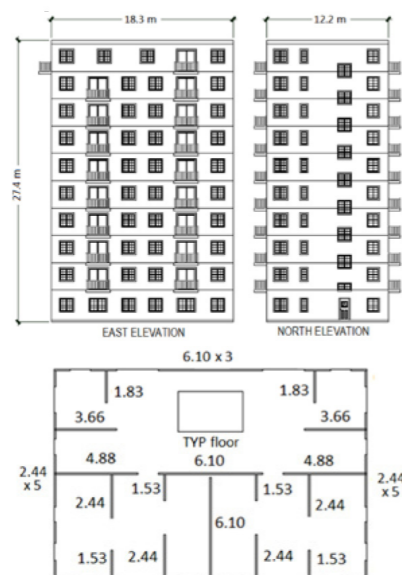 18.3 m
12.2 m
27.4 m
EAST ELEVATION
NORTH ELEVATION
6.10 x 3
1.83
1.83
3.66
3.66
TYP floor
4.88
6.10
4.88
2.44
x 5
2.44
x 5
1.53
1.53
2.44
2.44
6.10
1.53
2.44
2.44
1.53